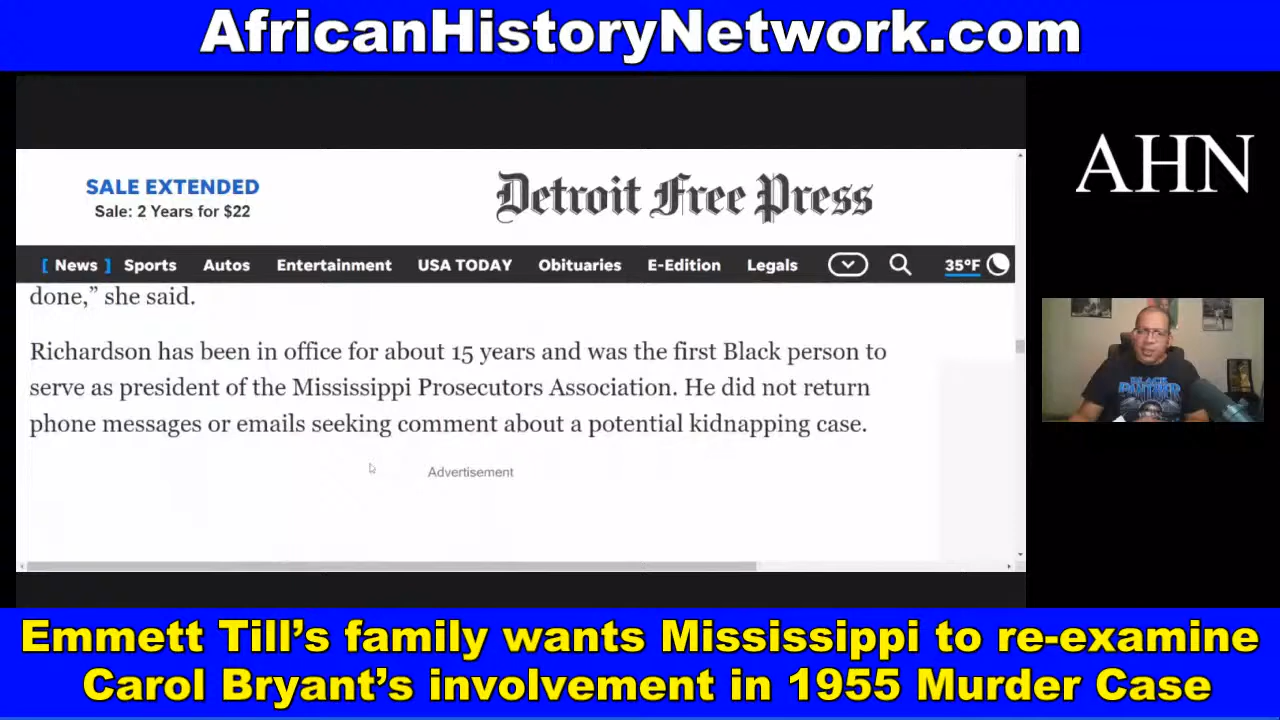 AfricanHistoryNetwork.com
SALE EXTENDED
Sale: 2 Years for $22
Detroit Free Press
[ News ] Sports Autos Entertainment USA TODAY Obituaries E-Edition Legals 35°F
done,” she said.
Richardson has been in office for about 15 years and was the first Black person to
serve as president of the Mississippi Prosecutors Association. He did not return
phone messages or emails seeking comment about a potential kidnapping case.
Advertisement
AHN
BLACK
PANTHER
Emmett Till’s family wants Mississippi to re-examine
Carol Bryant’s involvement in 1955 Murder Case